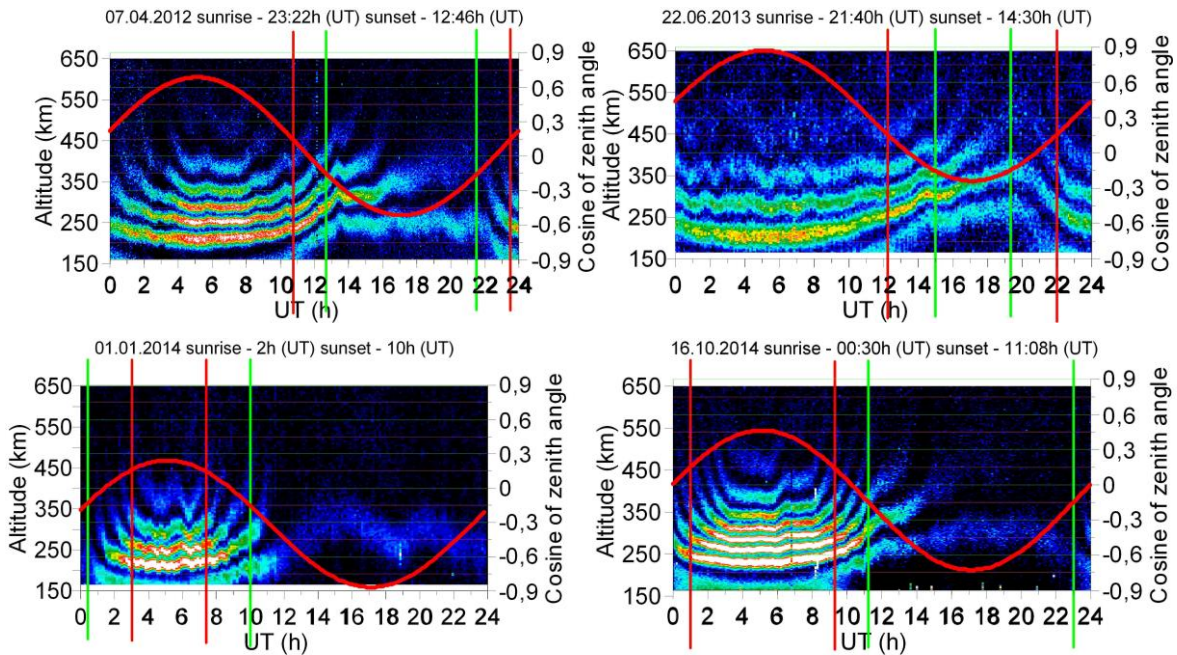 07.04.2012 sunrise - 23:22h (UT) sunset - 12:46h (UT)
650
550
450
350
250
150
Altitude (km)
0,9
0,6
0,3
0
-0,3
-0,6
-0,9
Cosine of zenith angle
0 2 4 6 8 10 12 14 16 18 20 22 24
UT (h)
22.06.2013 sunrise - 21:40h (UT) sunset - 14:30h (UT)
650
550
450
350
250
150
Altitude (km)
0,9
0,6
0,3
0
-0,3
-0,6
-0,9
Cosine of zenith angle
0 2 4 6 8 10 12 14 16 18 20 22 24
UT (h)
01.01.2014 sunrise - 2h (UT) sunset - 10h (UT)
650
550
450
350
250
150
Altitude (km)
0,9
0,6
0,3
0
-0,3
-0,6
-0,9
Cosine of zenith angle
0 2 4 6 8 10 12 14 16 18 20 22 24
UT (h)
16.10.2014 sunrise - 00:30h (UT) sunset - 11:08h (UT)
650
550
450
350
250
150
Altitude (km)
0,9
0,6
0,3
0
-0,3
-0,6
-0,9
Cosine of zenith angle
0 2 4 6 8 10 12 14 16 18 20 22 24
UT (h)